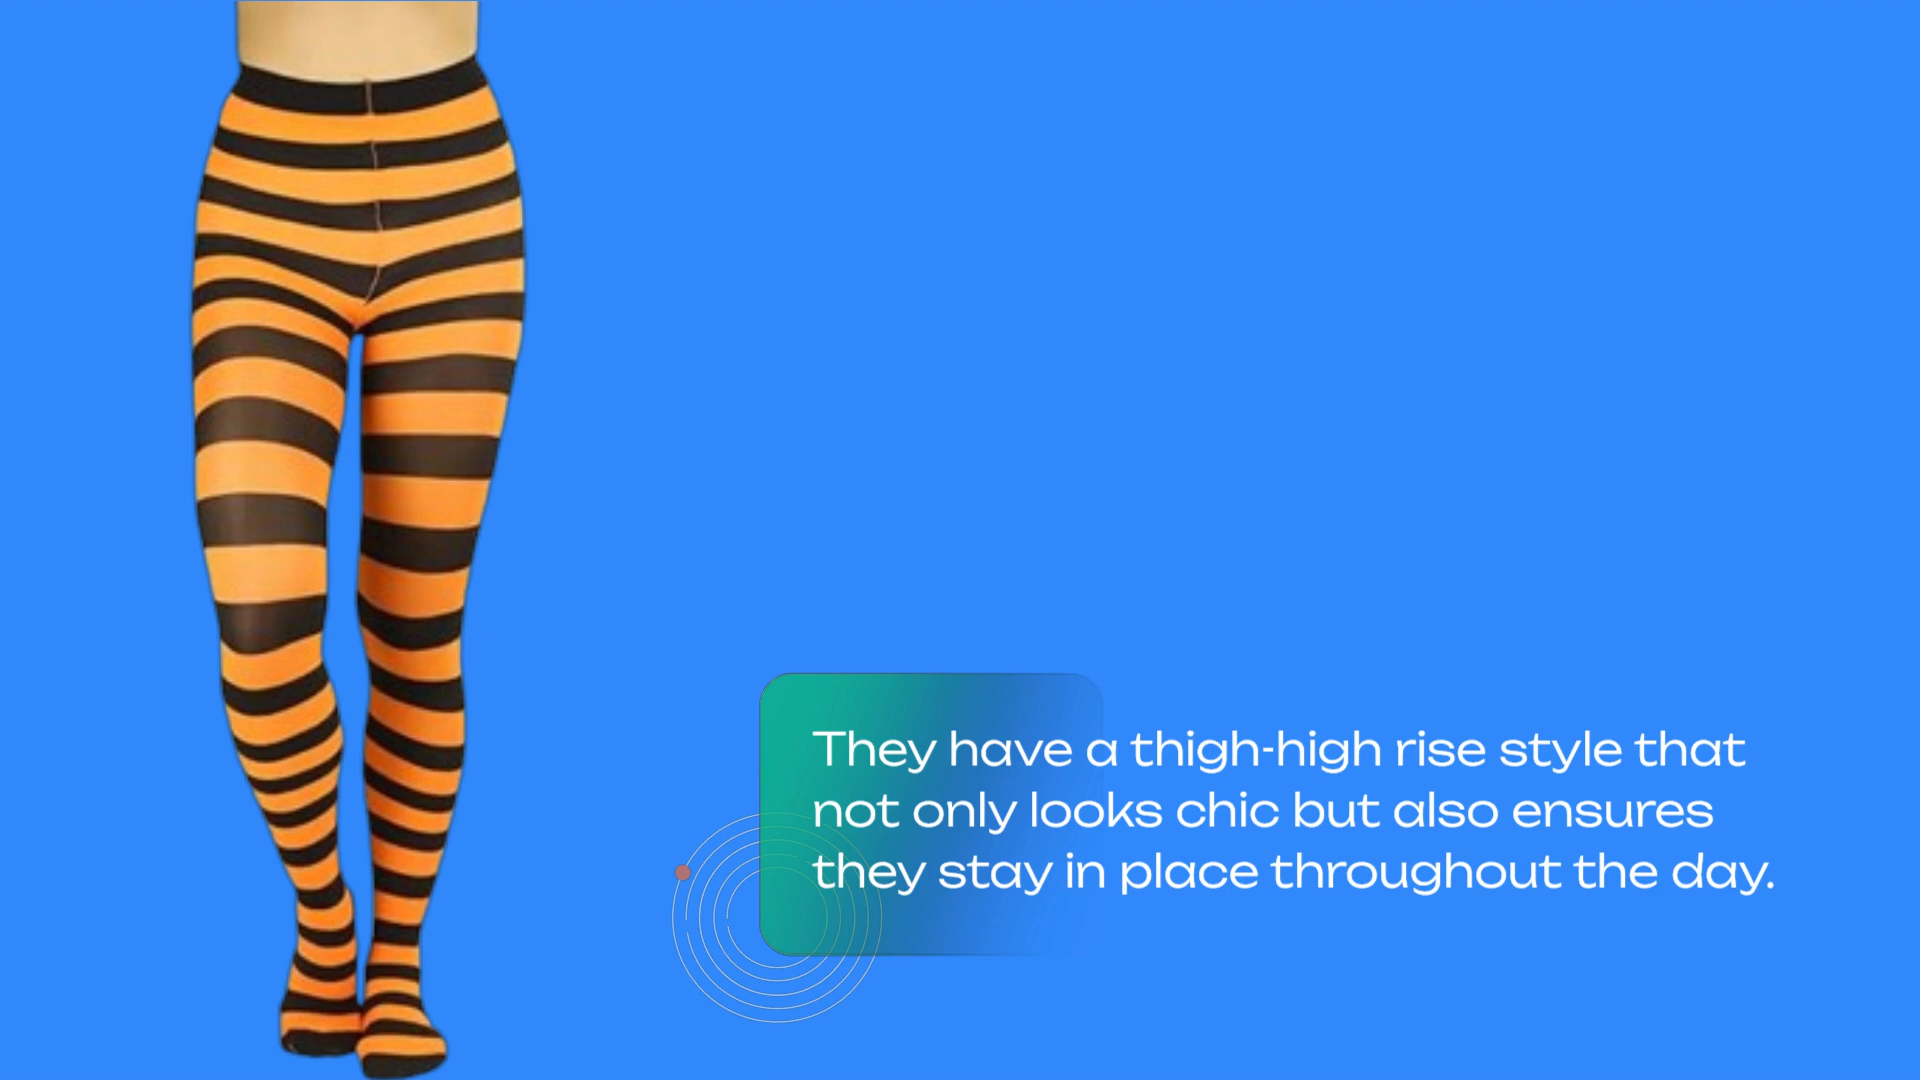 They have a thigh-high rise style that
not only looks chic but also ensures
they stay in place throughout the day.